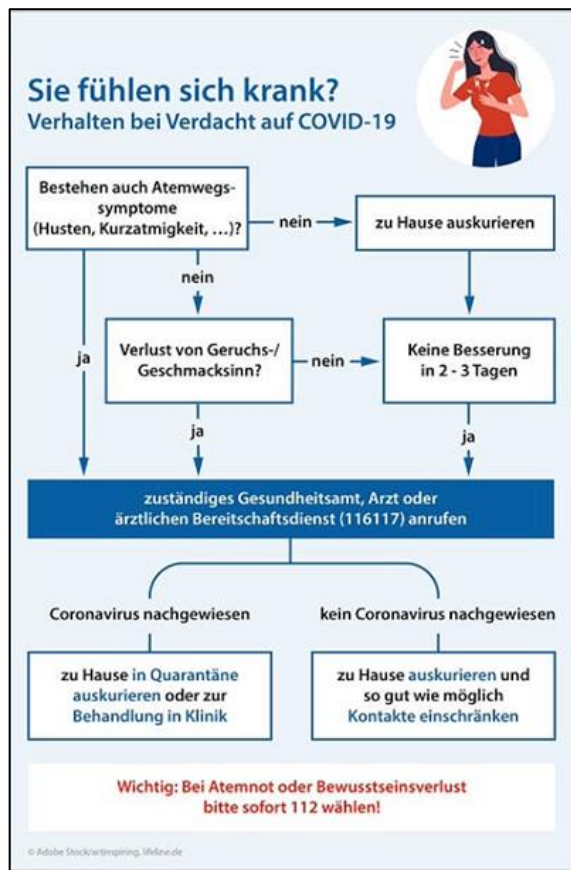 Sie fühlen sich krank?
Verhalten bei Verdacht auf COVID-19
Bestehen auch Atemwegs-
symptome
(Husten, Kurzatmigkeit, ...)?
nein
zu Hause auskurieren
nein
ja
Verlust von Geruchs-/
Geschmacksinn?
nein
Keine Besserung
in 2 - 3 Tagen
ja
ja
zuständiges Gesundheitsamt, Arzt oder
ärztlichen Bereitschaftsdienst (116117) anrufen
Coronavirus nachgewiesen
kein Coronavirus nachgewiesen
zu Hause in Quarantäne
auskurieren oder zur
Behandlung in Klinik
zu Hause auskurieren und
so gut wie möglich
Kontakte einschränken
Wichtig: Bei Atemnot oder Bewusstseinsverlust
bitte sofort 112 wählen!
© Adobe Stock/artinspiring, lifeline.de